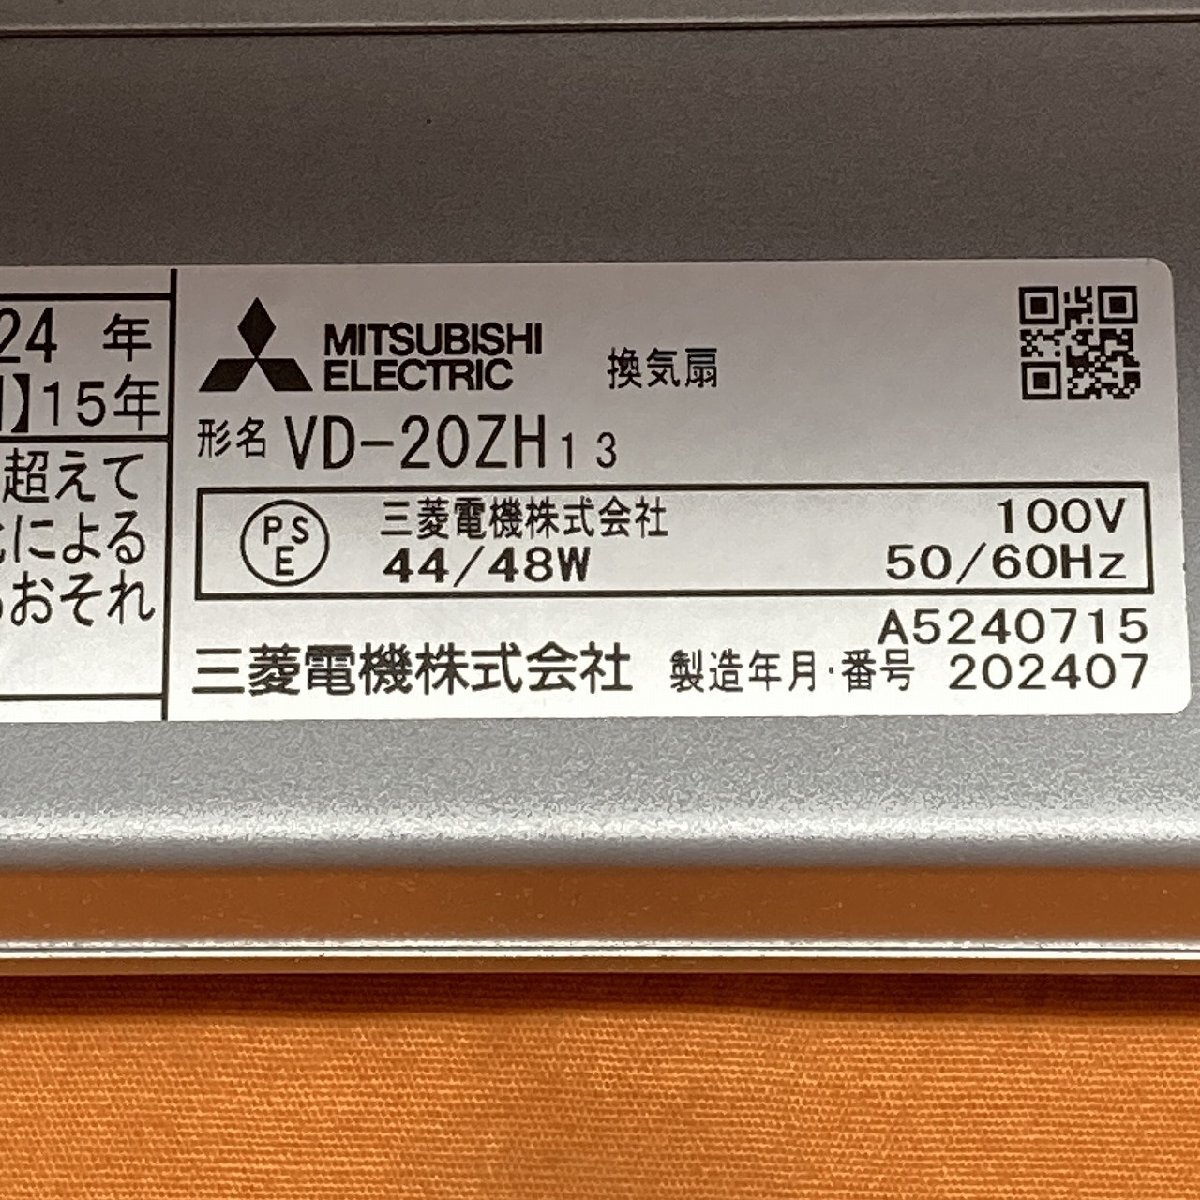 24 年
】15年
超えて
による
おそれ
MITSUBISHI
ELECTRIC
換気扇
形名 VD-20ZH13
PS
E
三菱電機株式会社
44/48W
100V
50/60Hz
A5240715
三菱電機株式会社 製造年月·番号 202407